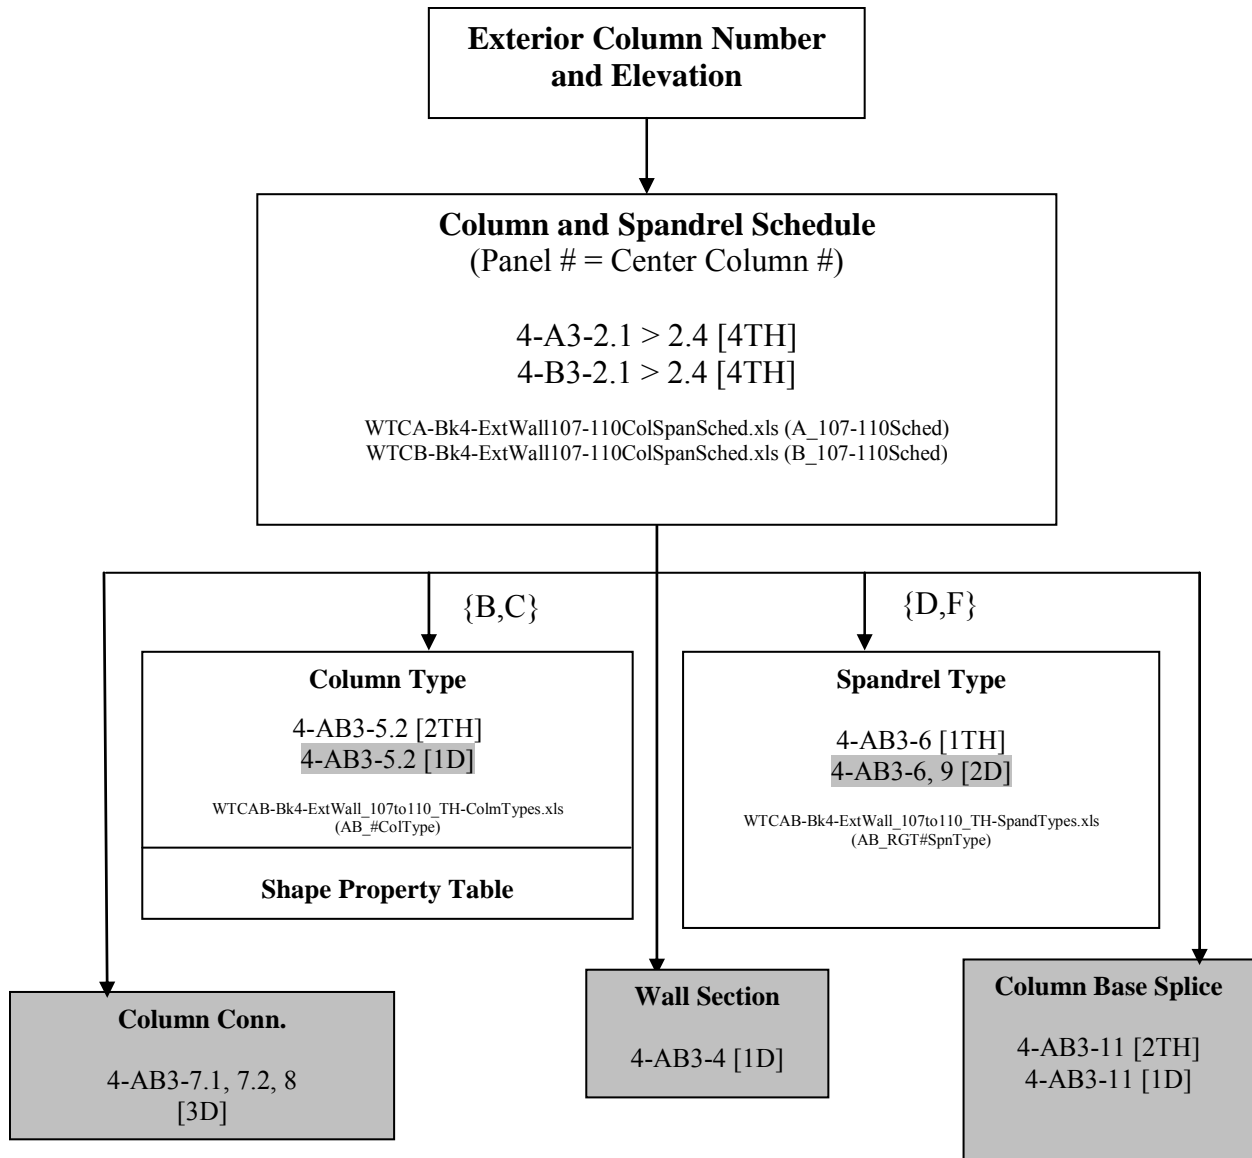 Exterior Column Number
and Elevation
Column and Spandrel Schedule
(Panel # = Center Column #)
4-A3-2.1 > 2.4 [4TH]
4-B3-2.1 > 2.4 [4TH]
WTCA-Bk4-ExtWall107-110ColSpanSched.xls (A_107-110Sched)
WTCB-Bk4-ExtWall107-110ColSpanSched.xls (B_107-110Sched)
{B,C}
{D,F}
Column Type
4-AB3-5.2 [2TH]
4-AB3-5.2 [1D]
WTCAB-Bk4-ExtWall_107to110_TH-ColmTypes.xls
(AB_#ColType)
Shape Property Table
Spandrel Type
4-AB3-6 [1TH]
4-AB3-6, 9 [2D]
WTCAB-Bk4-ExtWall_107to110_TH-SpandTypes.xls
(AB_RGT#SpnType)
Column Conn.
4-AB3-7.1, 7.2, 8
[3D]
Wall Section
4-AB3-4 [1D]
Column Base Splice
4-AB3-11 [2TH]
4-AB3-11 [1D]